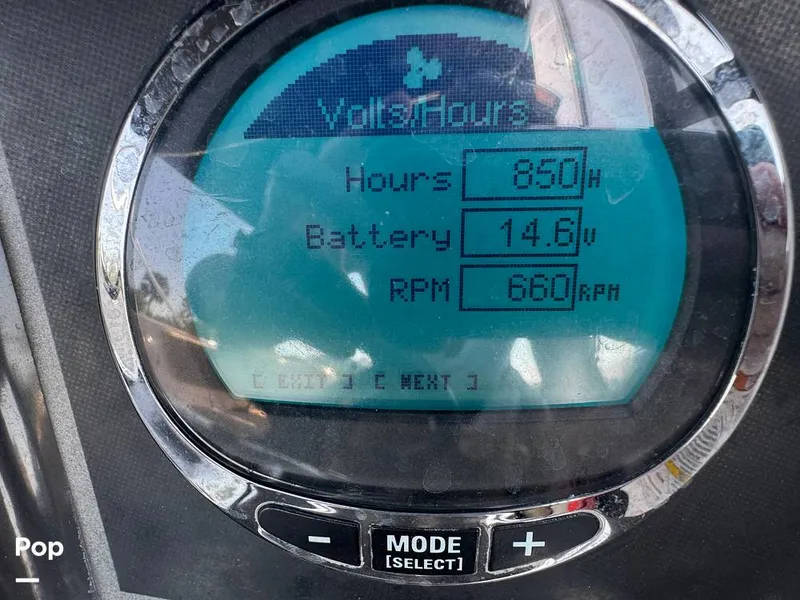 Volts/Hours
Hours 850 H
Battery 14.6 V
RPM 660 RPM
[ EXIT ] [ NEXT ]
- MODE +
[SELECT]
Pop